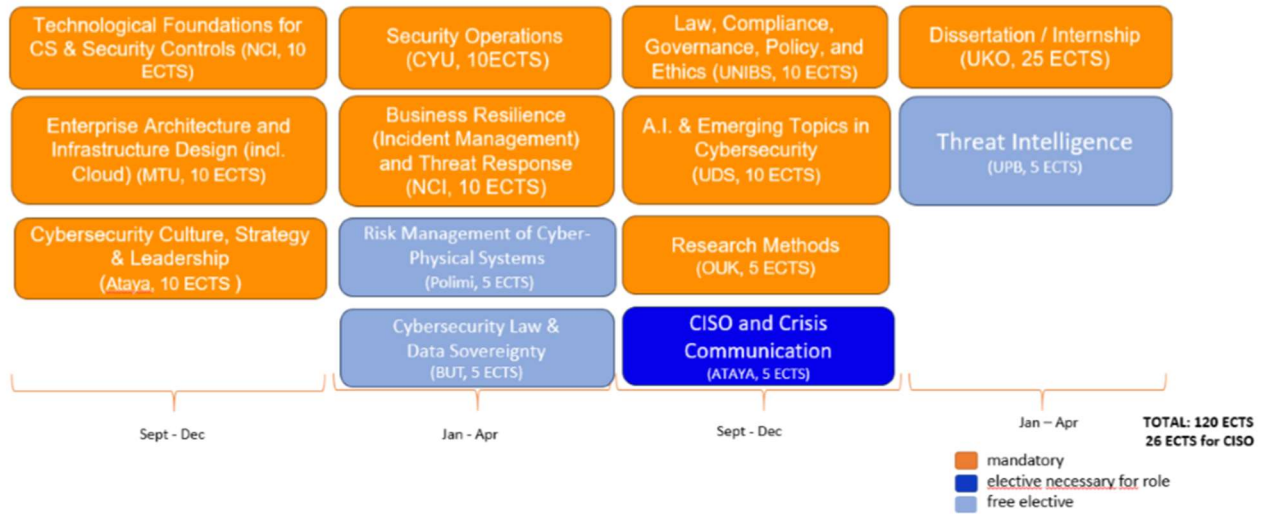 Technological Foundations for
CS & Security Controls (NCI, 10
ECTS)
Enterprise Architecture and
Infrastructure Design (incl.
Cloud) (MTU, 10 ECTS)
Cybersecurity Culture, Strategy
& Leadership
(Ataya, 10 ECTS )
Sept - Dec
Security Operations
(CYU, 10ECTS)
Business Resilience
(Incident Management)
and Threat Response
(NCI, 10 ECTS)
Risk Management of Cyber-
Physical Systems
(Polimi, 5 ECTS)
Cybersecurity Law &
Data Sovereignty
(BUT, 5 ECTS)
Jan - Apr
Law, Compliance,
Governance, Policy, and
Ethics (UNIBS, 10 ECTS)
A.I. & Emerging Topics in
Cybersecurity
(UDS, 10 ECTS)
Research Methods
(OUK, 5 ECTS)
CISO and Crisis
Communication
(ATAYA, 5 ECTS)
Sept - Dec
Dissertation / Internship
(UKO, 25 ECTS)
Threat Intelligence
(UPB, 5 ECTS)
Jan – Apr
TOTAL: 120 ECTS
26 ECTS for CISO
mandatory
elective necessary for role
free elective